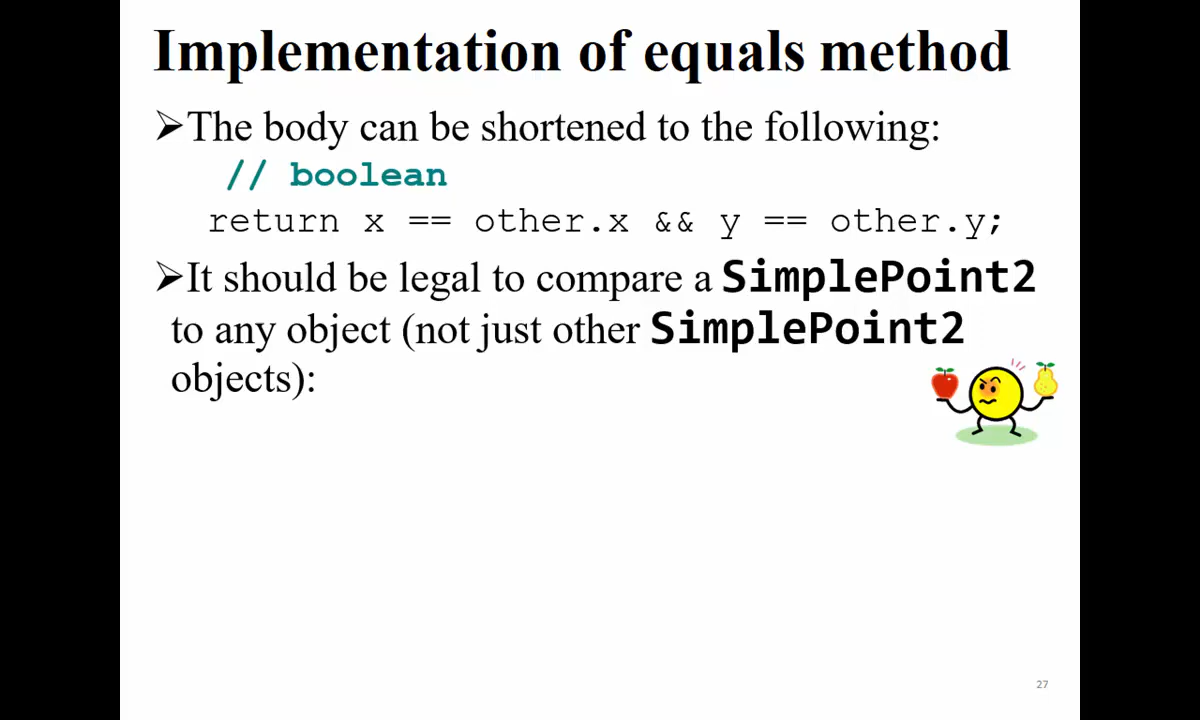 Implementation of equals method
➢The body can be shortened to the following:
// boolean
return x == other.x && y == other.y;
➢It should be legal to compare a SimplePoint2
to any object (not just other SimplePoint2
objects):
27